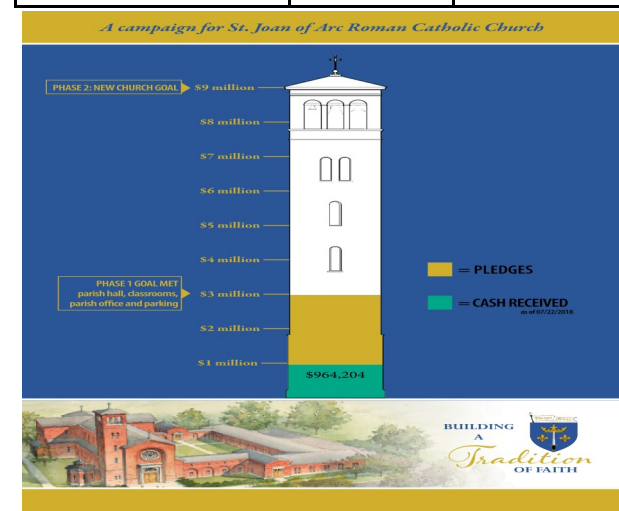 A campaign for St. Joan of Arc Roman Catholic Church
PHASE 2: NEW CHURCH GOAL
$9 million
$8 million
$7 million
$6 million
$5 million
$4 million
PHASE 1 GOAL MET
parish hall, classrooms,
parish office and parking
$3 million
$2 million
$1 million
$964,204
= PLEDGES
= CASH RECEIVED
as of 07/22/2018
BUILDING
A
Tradition
OF FAITH